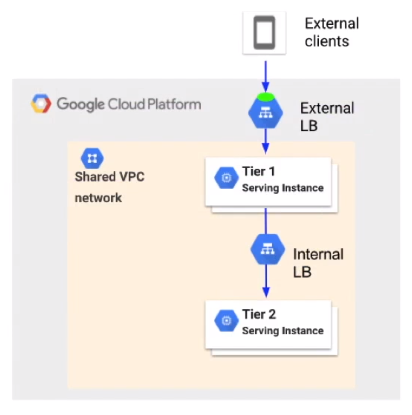 External
clients
Google Cloud Platform
External
LB
Shared VPC
network
Tier 1
Serving Instance
Internal
LB
Tier 2
Serving Instance